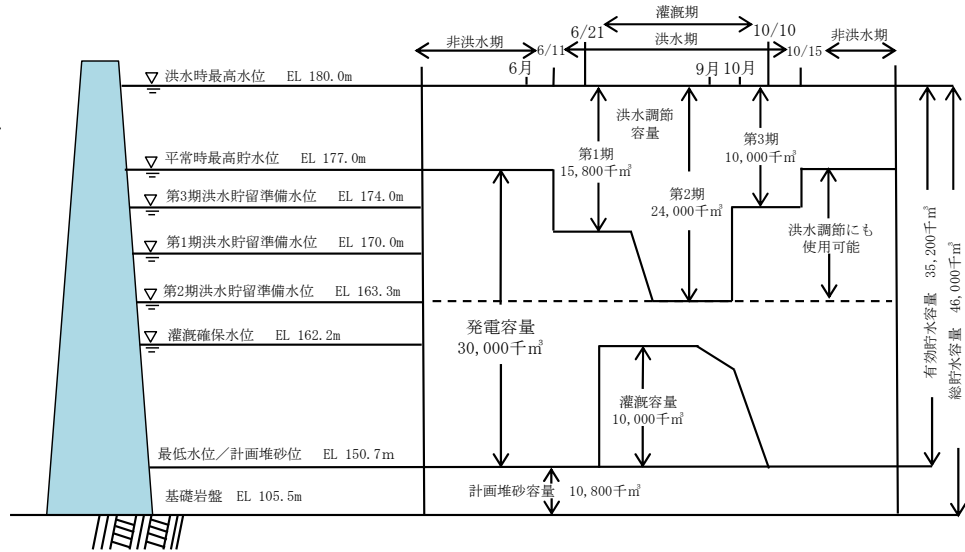 灌漑期
6/21
10/10
非洪水期
6/11
洪水期
10/15
非洪水期
6月
9月
10月
洪水時最高水位 EL 180.0m
洪水調節
容量
第1期
15,800千㎥
第2期
24,000千㎥
第3期
10,000千㎥
平常時最高貯水位 EL 177.0m
第3期洪水貯留準備水位 EL 174.0m
第1期洪水貯留準備水位 EL 170.0m
洪水調節にも
使用可能
第2期洪水貯留準備水位 EL 163.3m
発電容量
30,000千㎥
灌漑確保水位 EL 162.2m
灌漑容量
10,000千㎥
最低水位／計画堆砂位 EL 150.7m
計画堆砂容量 10,800千㎥
基礎岩盤 EL 105.5m
有効貯水容量 35,200千㎥
総貯水容量 46,000千㎥